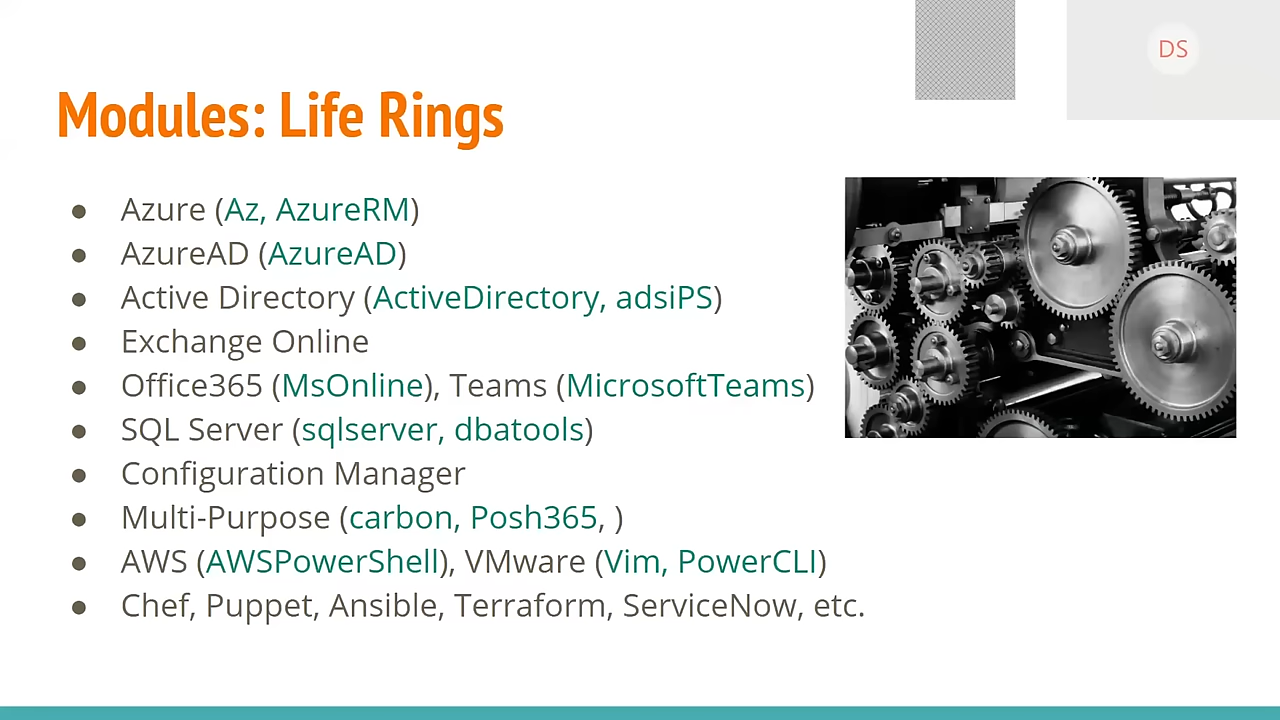 DS
Modules: Life Rings
● Azure (Az, AzureRM)
● AzureAD (AzureAD)
● Active Directory (ActiveDirectory, adsiPS)
● Exchange Online
● Office365 (MsOnline), Teams (MicrosoftTeams)
● SQL Server (sqlserver, dbatools)
● Configuration Manager
● Multi-Purpose (carbon, Posh365, )
● AWS (AWSPowerShell), VMware (Vim, PowerCLI)
● Chef, Puppet, Ansible, Terraform, ServiceNow, etc.